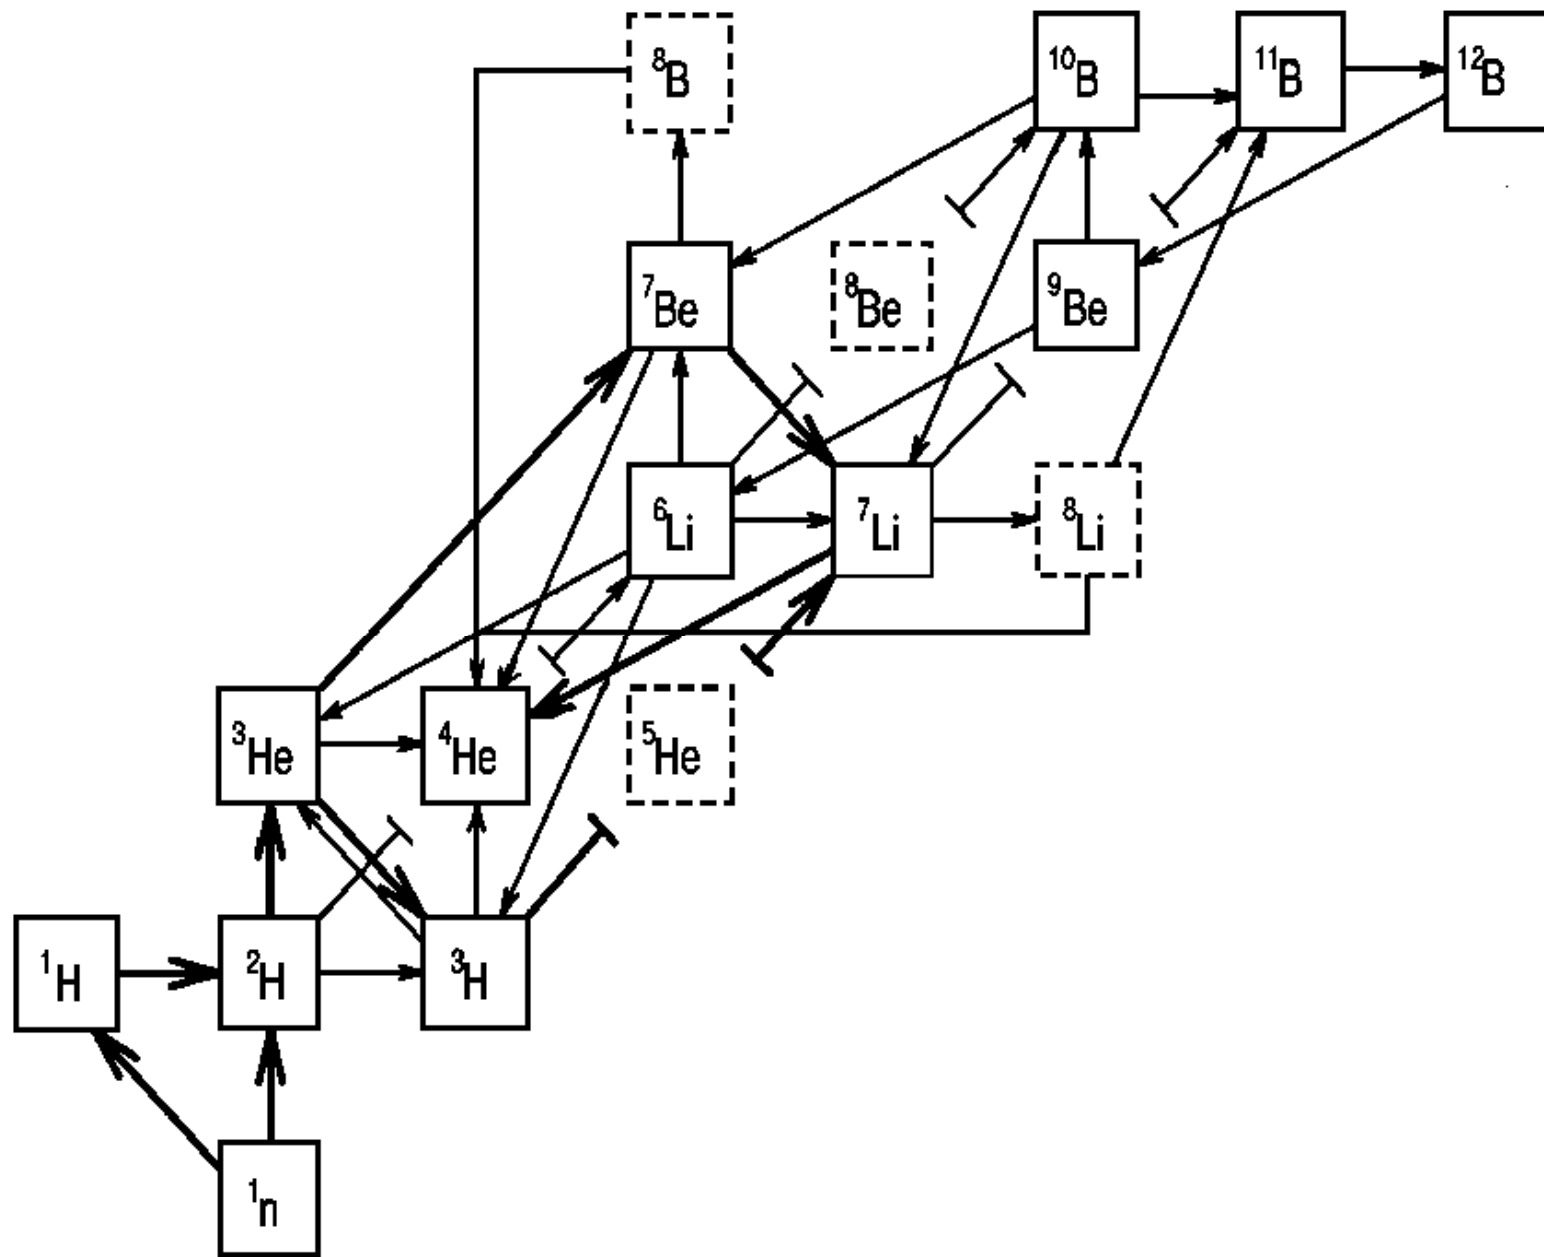 ⁸B ¹⁰B ¹¹B ¹²B
⁷Be ⁸Be ⁹Be
⁶Li ⁷Li ⁸Li
³He ⁴He ⁵He
¹H ²H ³H
¹n